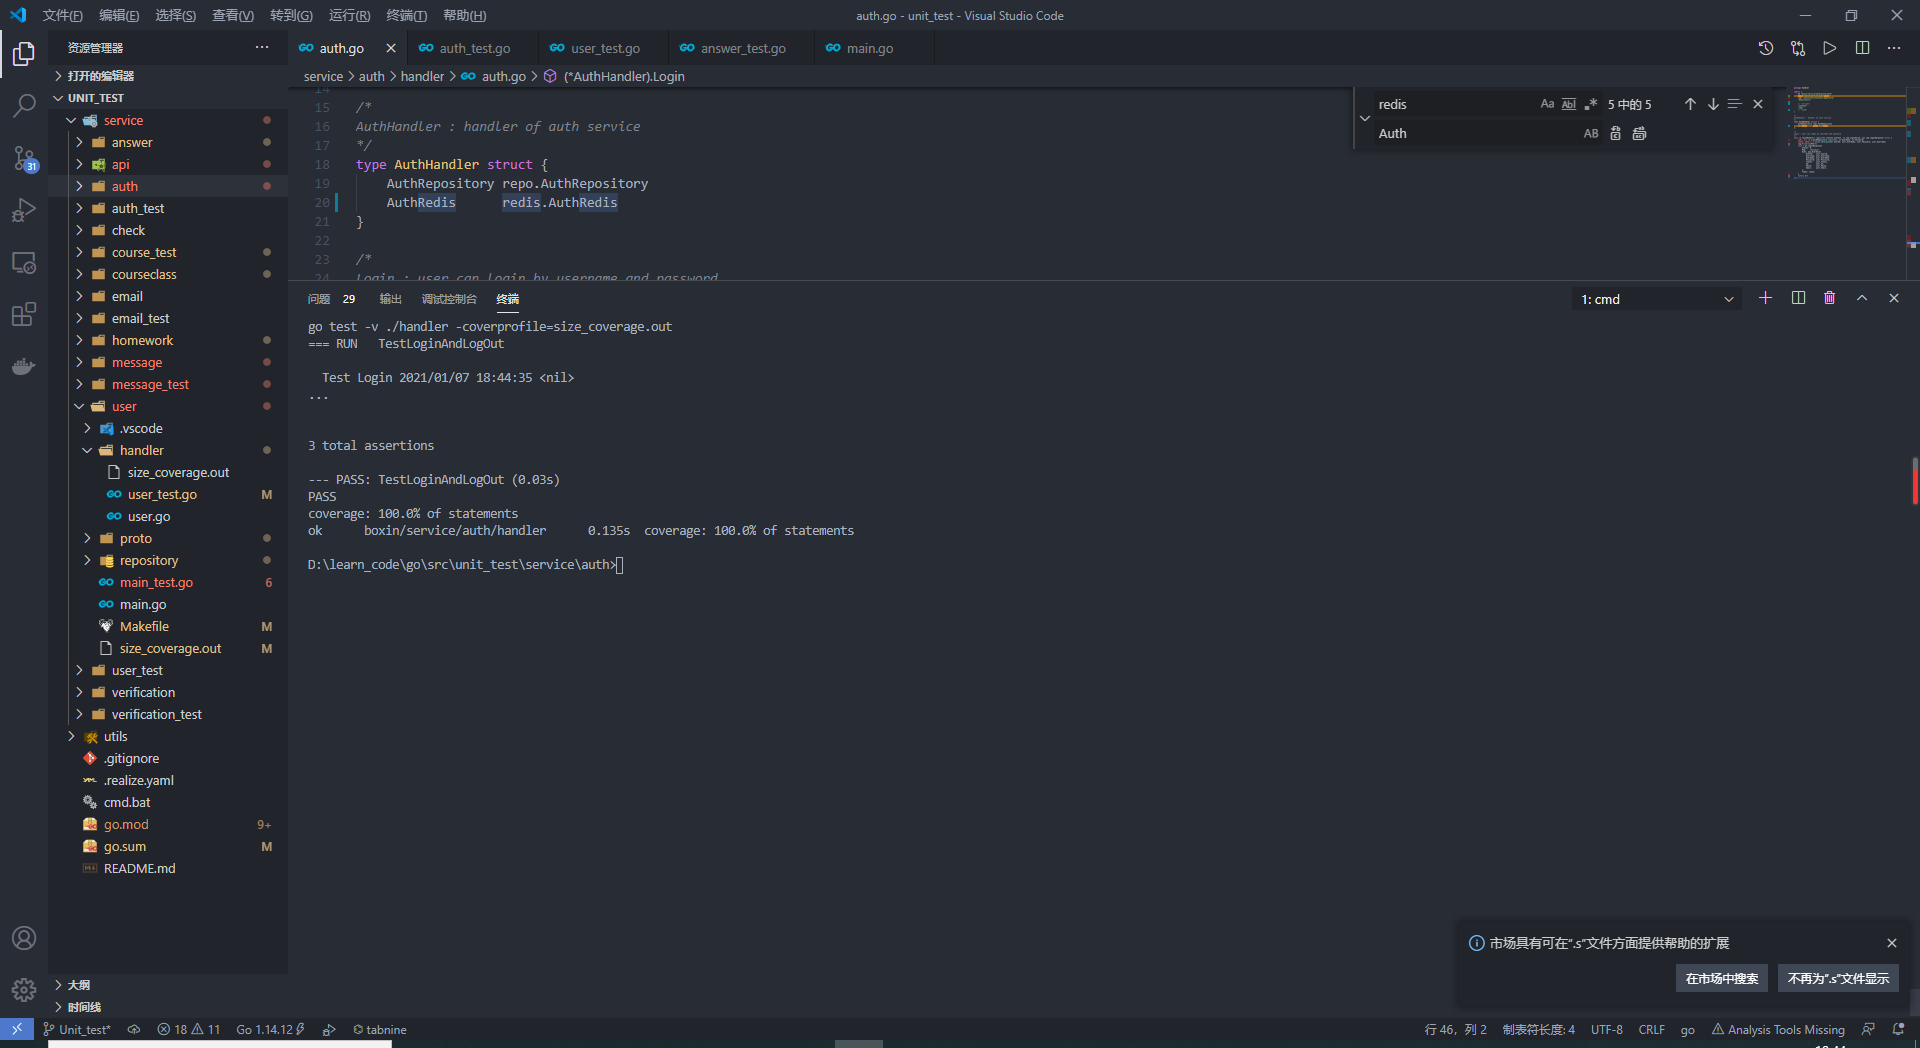 文件(F) 编辑(E) 选择(S) 查看(V) 转到(G) 运行(R) 终端(T) 帮助(H)
auth.go - unit_test - Visual Studio Code
资源管理器 ···
打开的编辑器
UNIT_TEST
service
answer
api
auth
auth_test
check
course_test
courseclass
email
email_test
homework
message
message_test
user
.vscode
handler
size_coverage.out
user_test.go M
user.go
proto
repository
main_test.go 6
main.go
Makefile M
size_coverage.out M
user_test
verification
verification_test
utils
.gitignore
.realize.yaml
cmd.bat
go.mod 9+
go.sum M
README.md
大纲
时间线
31
auth.go auth_test.go user_test.go answer_test.go main.go
service > auth > handler > auth.go > (*AuthHandler).Login
14
15 /*
16 AuthHandler : handler of auth service
17 */
18 type AuthHandler struct {
19 AuthRepository repo.AuthRepository
20 AuthRedis redis.AuthRedis
21 }
22
23 /*
24 Login : user can login by username and password
redis Aa Abl .* 5 中的 5
Auth AB
问题 29 输出 调试控制台 终端
1: cmd
go test -v ./handler -coverprofile=size_coverage.out
=== RUN TestLoginAndLogOut
Test Login 2021/01/07 18:44:35 <nil>
...
3 total assertions
--- PASS: TestLoginAndLogOut (0.03s)
PASS
coverage: 100.0% of statements
ok boxin/service/auth/handler 0.135s coverage: 100.0% of statements
D:\learn_code\go\src\unit_test\service\auth>
市场具有可在“.s”文件方面提供帮助的扩展
在市场中搜索 不再为“.s”文件显示
Unit_test* 18 11 Go 1.14.12 tabnine
行 46，列 2 制表符长度: 4 UTF-8 CRLF go Analysis Tools Missing